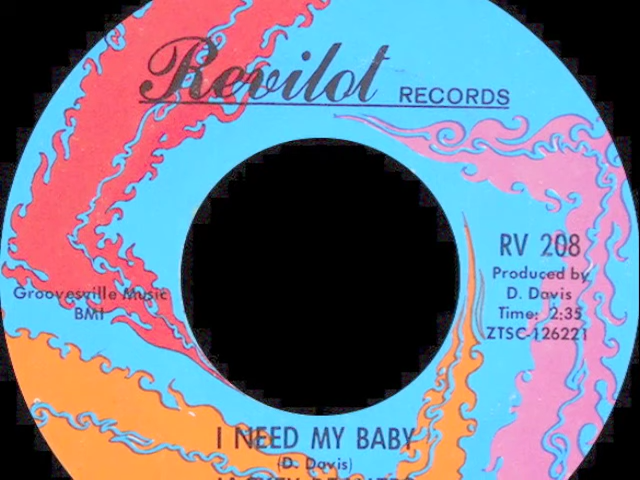 Revilot RECORDS
RV 208
Produced by
D. Davis
Time: 2:35
ZTSC-126221
Groovesville Music
BMI
I NEED MY BABY
(D. Davis)